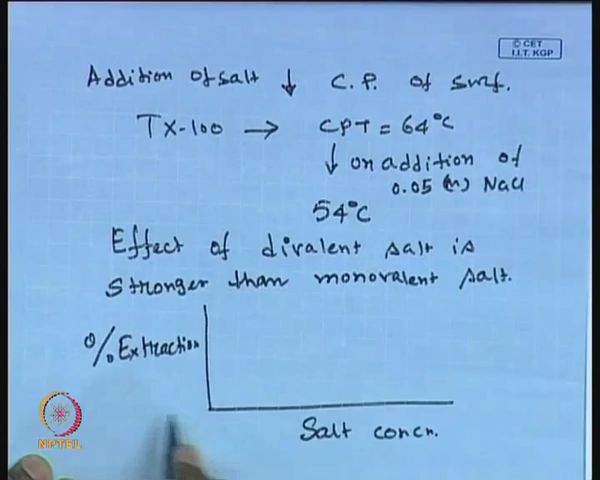 © CET
I.I.T. KGP
Addition of salt ↓ C.P. of surf.
TX-100 → CPT = 64°C
↓ on addition of
0.05 (M) NaCl
54°C
Effect of divalent salt is
stronger than monovalent salt.
% Extraction
Salt concn.
NPTEL